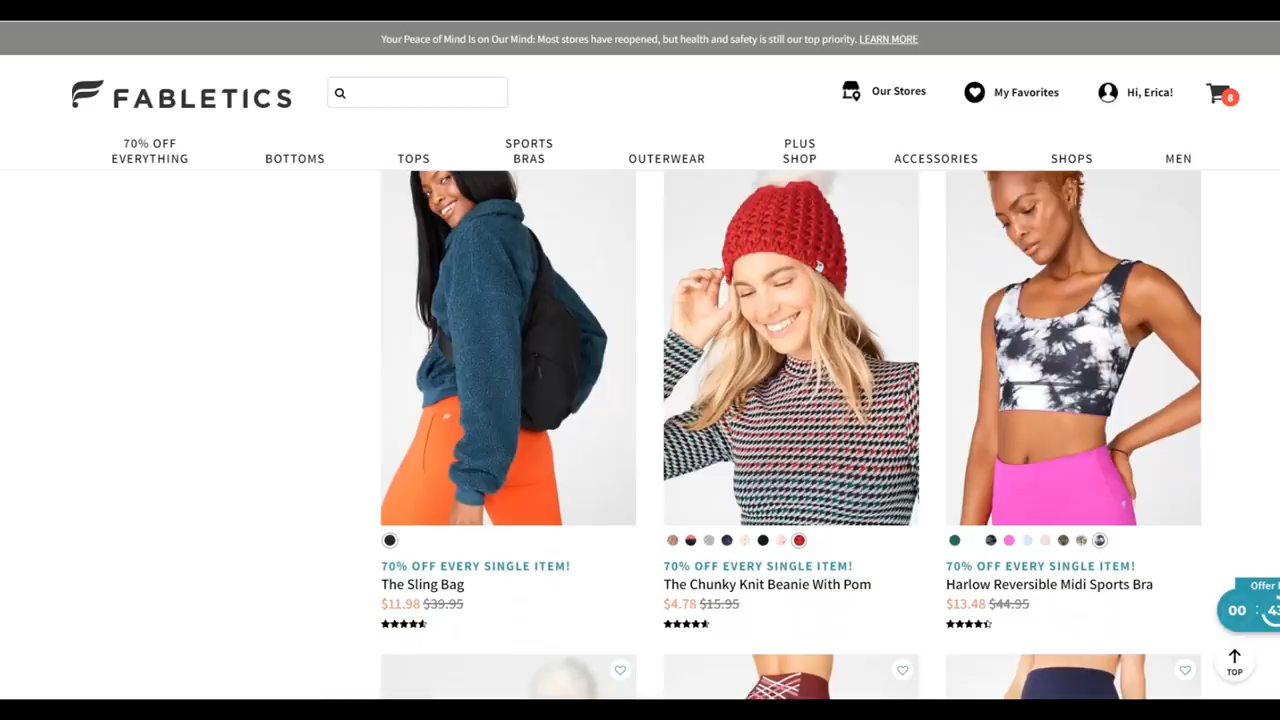 Your Peace of Mind Is on Our Mind: Most stores have reopened, but health and safety is still our top priority. LEARN MORE
FABLETICS
Our Stores
My Favorites
Hi, Erica!
6
70% OFF
EVERYTHING
BOTTOMS
TOPS
SPORTS
BRAS
OUTERWEAR
PLUS
SHOP
ACCESSORIES
SHOPS
MEN
70% OFF EVERY SINGLE ITEM!
The Sling Bag
$11.98 $39.95
70% OFF EVERY SINGLE ITEM!
The Chunky Knit Beanie With Pom
$4.78 $15.95
70% OFF EVERY SINGLE ITEM!
Harlow Reversible Midi Sports Bra
$13.48 $44.95
Offer
00 : 43
TOP